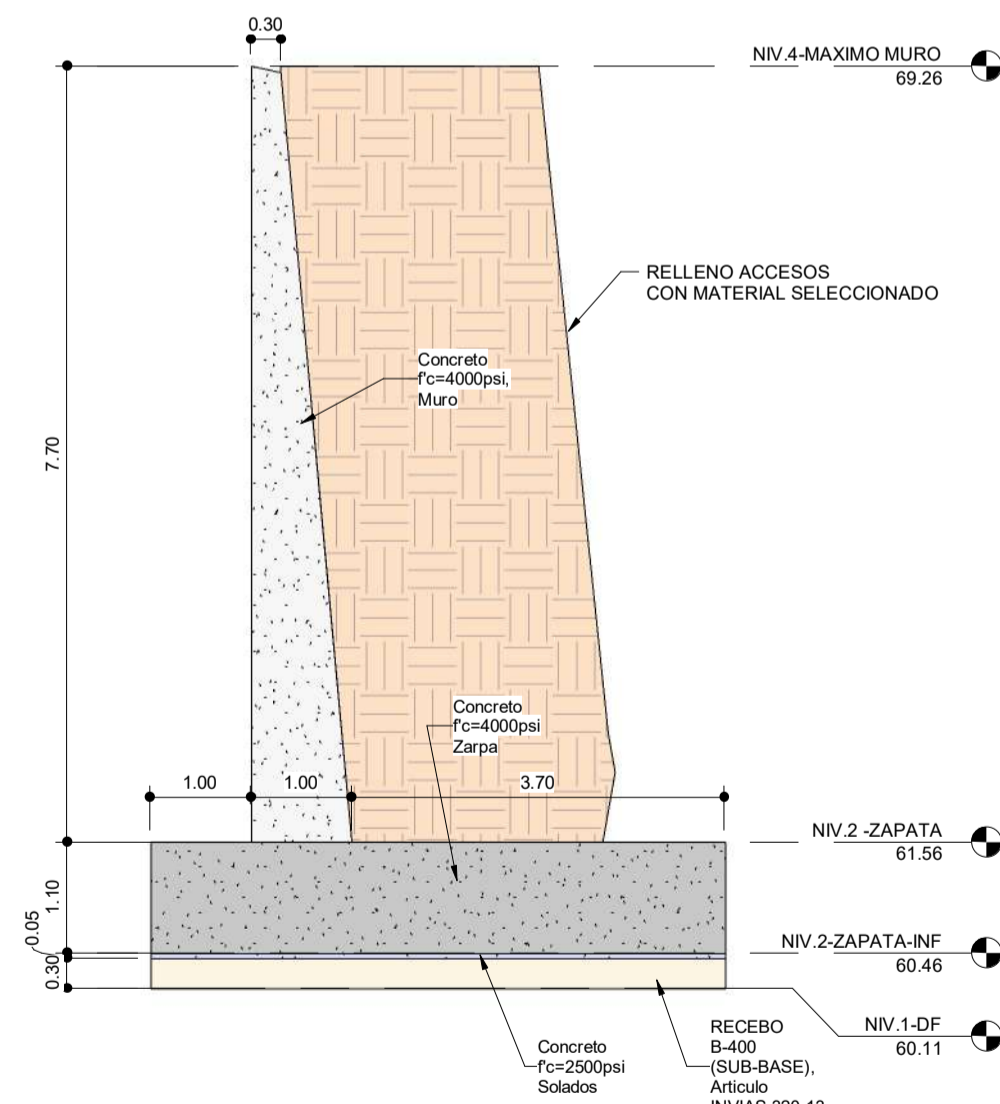 0.30
NIV.4-MAXIMO MURO
69.26
RELLENO ACCESOS
CON MATERIAL SELECCIONADO
Concreto
f'c=4000psi,
Muro
7.70
Concreto
f'c=4000psi
Zarpa
1.00
1.00
3.70
NIV.2 -ZAPATA
61.56
1.10
0.05
NIV.2-ZAPATA-INF
60.46
0.30
NIV.1-DF
60.11
Concreto
f'c=2500psi
Solados
RECEBO
B-400
(SUB-BASE),
Articulo
INVIAS 320-13